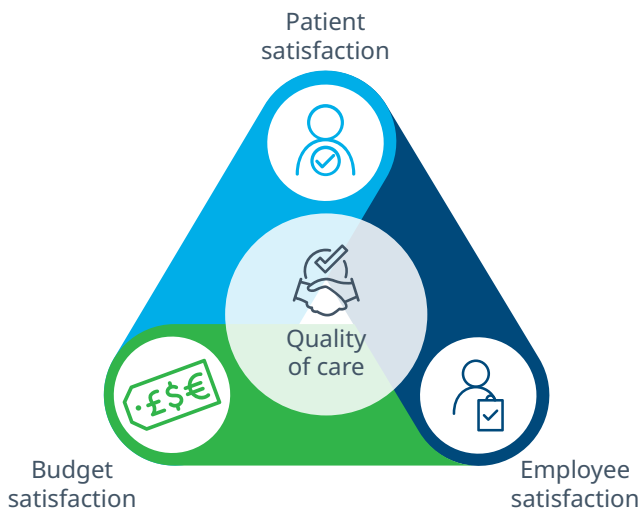 Patient
satisfaction
Quality
of care
£$€
Budget
satisfaction
Employee
satisfaction